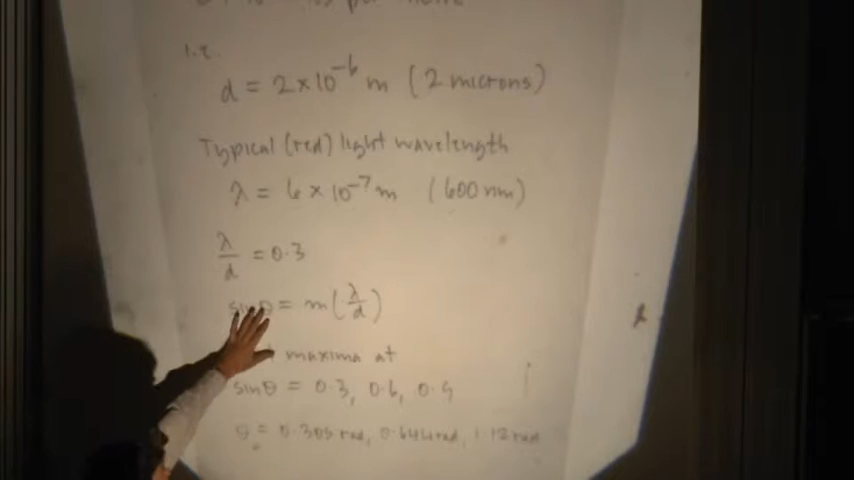 i.e.
d = 2×10⁻⁶ m (2 microns)
Typical (red) light wavelength
λ = 6×10⁻⁷ m (600 nm)
λ/d = 0.3
sinθ = m(λ/d)
maxima at
sinθ = 0.3, 0.6, 0.9
θ = 0.305 rad, 0.644 rad, 1.12 rad